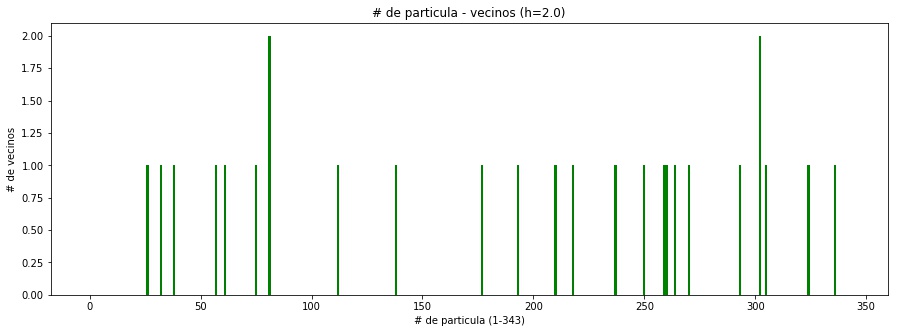 # de particula - vecinos (h=2.0)
# de vecinos
2.00
1.75
1.50
1.25
1.00
0.75
0.50
0.25
0.00
0 50 100 150 200 250 300 350
# de particula (1-343)